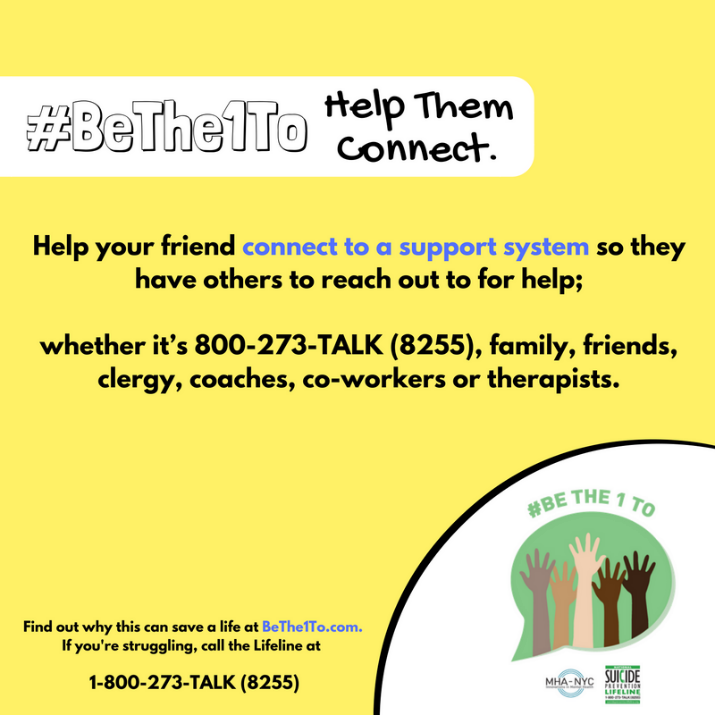 #BeThe1To
Help Them
Connect.
Help your friend connect to a support system so they
have others to reach out to for help;
whether it's 800-273-TALK (8255), family, friends,
clergy, coaches, co-workers or therapists.
#BE THE 1 TO
Find out why this can save a life at BeThe1To.com.
If you're struggling, call the Lifeline at
1-800-273-TALK (8255)
MHA-NYC
NATIONAL
SUICIDE
PREVENTION
LIFELINE